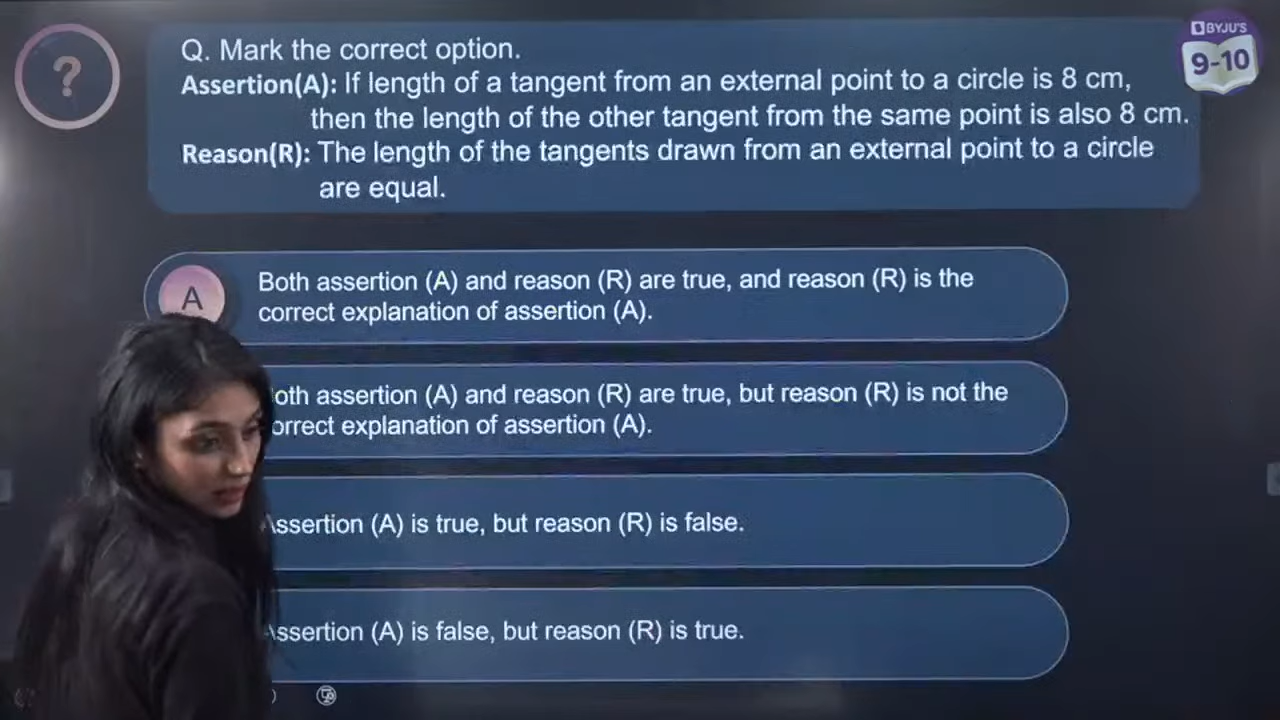 BYJU'S
9-10
?
Q. Mark the correct option.
Assertion(A): If length of a tangent from an external point to a circle is 8 cm,
then the length of the other tangent from the same point is also 8 cm.
Reason(R): The length of the tangents drawn from an external point to a circle
are equal.
A
Both assertion (A) and reason (R) are true, and reason (R) is the
correct explanation of assertion (A).
oth assertion (A) and reason (R) are true, but reason (R) is not the
orrect explanation of assertion (A).
Assertion (A) is true, but reason (R) is false.
Assertion (A) is false, but reason (R) is true.